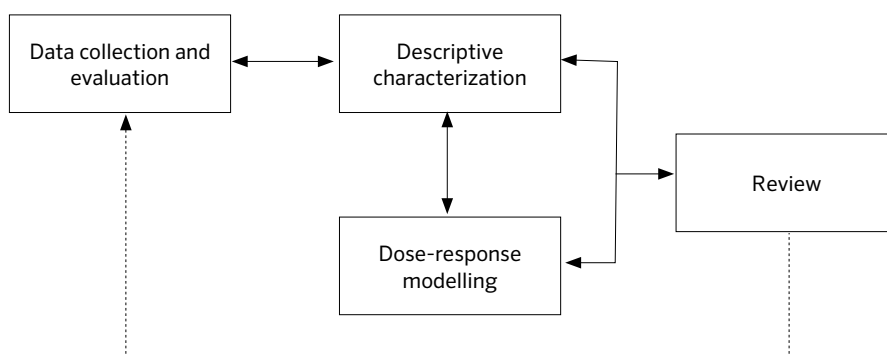 Data collection and
evaluation
Descriptive
characterization
Review
Dose-response
modelling